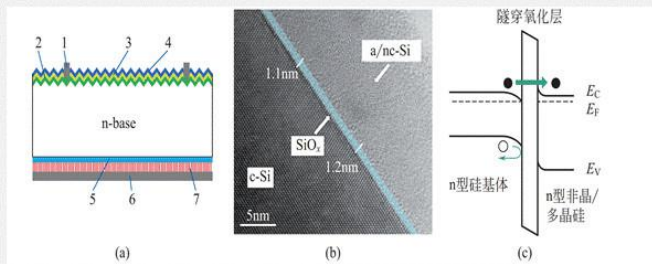 2 1 3 4
n-base
5 6 7
(a)
1.1nm
a/nc-Si
SiOx
1.2nm
c-Si
5nm
(b)
隧穿氧化层
EC
EF
EV
n型硅基体
n型非晶/
多晶硅
(c)